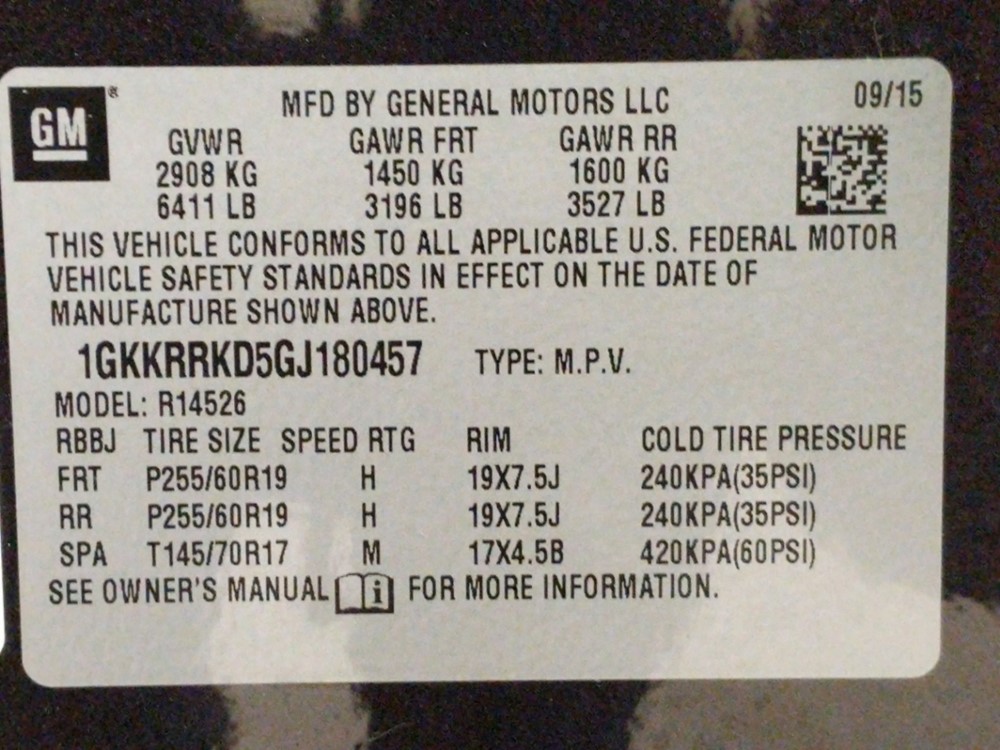 GM®
MFD BY GENERAL MOTORS LLC 09/15
GVWR GAWR FRT GAWR RR
2908 KG 1450 KG 1600 KG
6411 LB 3196 LB 3527 LB
THIS VEHICLE CONFORMS TO ALL APPLICABLE U.S. FEDERAL MOTOR
VEHICLE SAFETY STANDARDS IN EFFECT ON THE DATE OF
MANUFACTURE SHOWN ABOVE.
1GKKRRKD5GJ180457 TYPE: M.P.V.
MODEL: R14526
RBBJ TIRE SIZE SPEED RTG RIM COLD TIRE PRESSURE
FRT P255/60R19 H 19X7.5J 240KPA(35PSI)
RR P255/60R19 H 19X7.5J 240KPA(35PSI)
SPA T145/70R17 M 17X4.5B 420KPA(60PSI)
SEE OWNER'S MANUAL i FOR MORE INFORMATION.